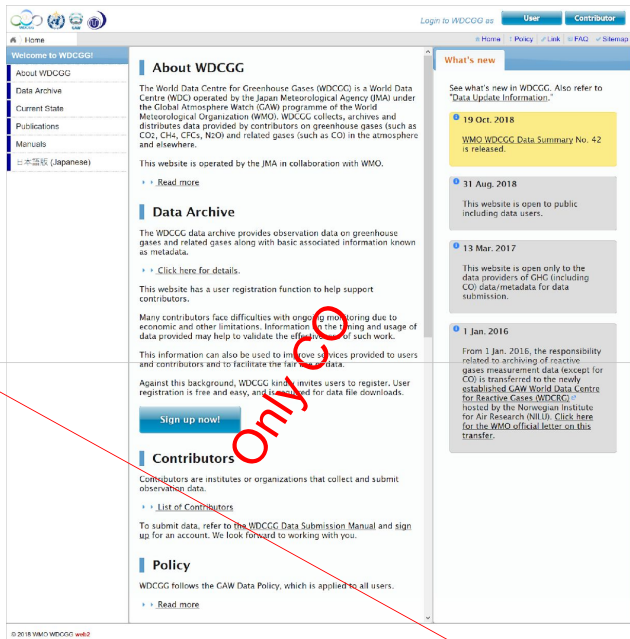 Login to WDCGG as
User
Contributor
Home
Home
Policy
Link
FAQ
Sitemap
Welcome to WDCGG!
About WDCGG
Data Archive
Current State
Publications
Manuals
日本語版 (Japanese)
About WDCGG
The World Data Centre for Greenhouse Gases (WDCGG) is a World Data
Centre (WDC) operated by the Japan Meteorological Agency (JMA) under
the Global Atmosphere Watch (GAW) programme of the World
Meteorological Organization (WMO). WDCGG collects, archives and
distributes data provided by contributors on greenhouse gases (such as
CO2, CH4, CFCs, N2O) and related gases (such as CO) in the atmosphere
and elsewhere.
This website is operated by the JMA in collaboration with WMO.
Read more
Data Archive
The WDCGG data archive provides observation data on greenhouse
gases and related gases along with basic associated information known
as metadata.
Click here for details.
This website has a user registration function to help support
contributors.
Many contributors face difficulties with ongoing monitoring due to
economic and other limitations. Information on the timing and usage of
data provided may help to validate the effectiveness of such work.
This information can also be used to improve services provided to users
and contributors and to facilitate the fair use of data.
Against this background, WDCGG kindly invites users to register. User
registration is free and easy, and is required for data file downloads.
Sign up now!
Contributors
Contributors are institutes or organizations that collect and submit
observation data.
List of Contributors
To submit data, refer to the WDCGG Data Submission Manual and sign
up for an account. We look forward to working with you.
Policy
WDCGG follows the GAW Data Policy, which is applied to all users.
Read more
Only CO
What's new
See what's new in WDCGG. Also refer to
"Data Update Information."
19 Oct. 2018
WMO WDCGG Data Summary No. 42
is released.
31 Aug. 2018
This website is open to public
including data users.
13 Mar. 2017
This website is open only to the
data providers of GHG (including
CO) data/metadata for data
submission.
1 Jan. 2016
From 1 Jan. 2016, the responsibility
related to archiving of reactive
gases measurement data (except for
CO) is transferred to the newly
established GAW World Data Centre
for Reactive Gases (WDCRG)
hosted by the Norwegian Institute
for Air Research (NILU). Click here
for the WMO official letter on this
transfer.
© 2018 WMO WDCGG web2